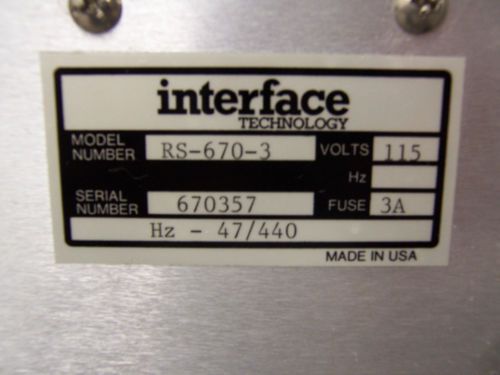 interface
TECHNOLOGY
MODEL NUMBER RS-670-3 VOLTS 115
Hz
SERIAL NUMBER 670357 FUSE 3A
Hz - 47/440
MADE IN USA